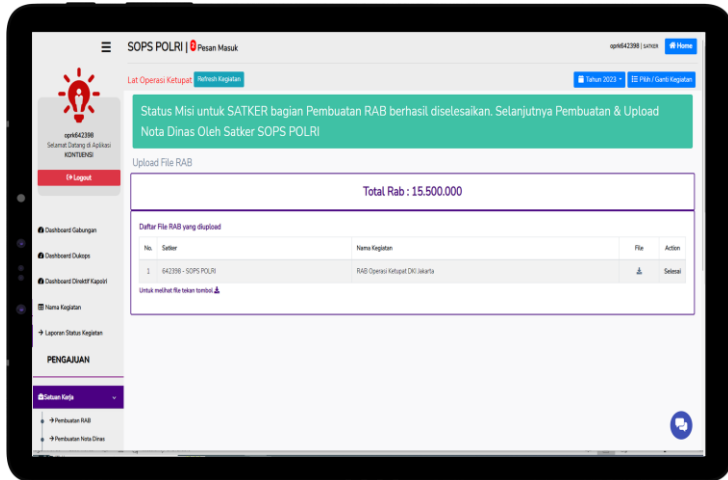 SOPS POLRI | Pesan Masuk
oprk642398 | SATKER
Home
Lat Operasi Ketupat
Refresh Kegiatan
Tahun 2023
Pilih / Ganti Kegiatan
oprk642398
Selamat Datang di Aplikasi
KONTIJENSI
Logout
Dashboard Gabungan
Dashboard Dukops
Dashboard Direktif Kapolri
Nama Kegiatan
Laporan Status Kegiatan
PENGAJUAN
Satuan Kerja
Pembuatan RAB
Pembuatan Nota Dinas
Status Misi untuk SATKER bagian Pembuatan RAB berhasil diselesaikan. Selanjutnya Pembuatan & Upload
Nota Dinas Oleh Satker SOPS POLRI
Upload File RAB
Total Rab : 15.500.000
Daftar File RAB yang diupload
No. Satker Nama Kegiatan File Action
1 642398 - SOPS POLRI RAB Operasi Ketupat DKI Jakarta Selesai
Untuk melihat file tekan tombol